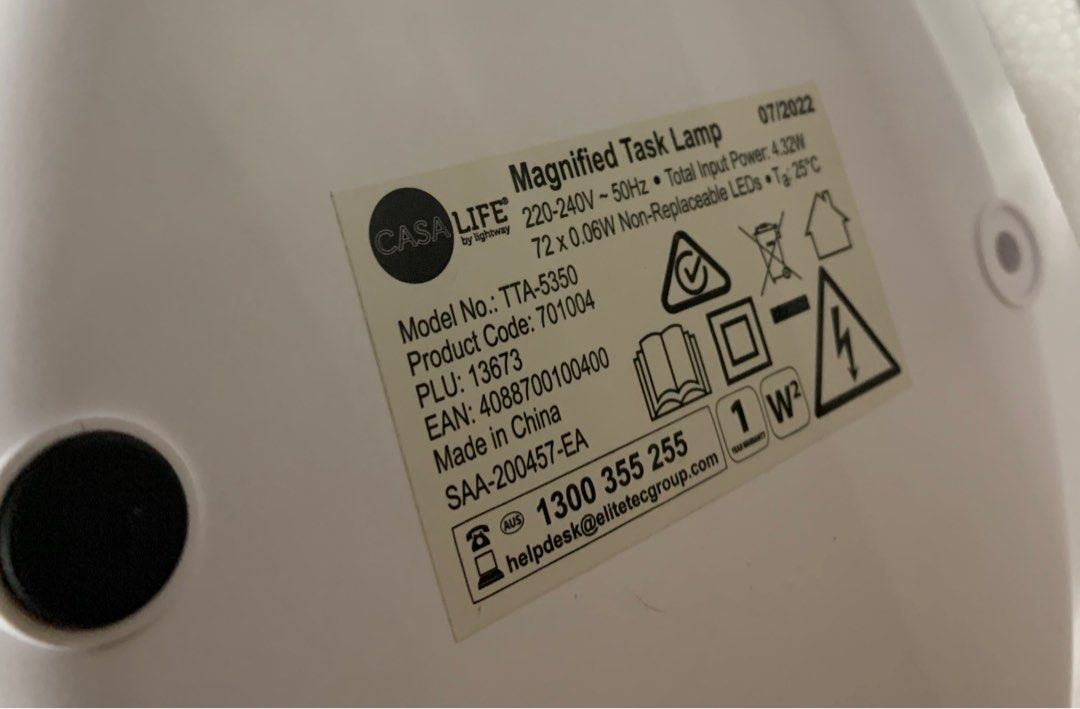 07/2022
Magnified Task Lamp
CASA LIFE®
by lightway
220-240V ~ 50Hz • Total Input Power: 4.32W
72 x 0.06W Non-Replaceable LEDs • Ta: 25°C
Model No.: TTA-5350
Product Code: 701004
PLU: 13673
EAN: 4088700100400
Made in China
SAA-200457-EA
1
YEAR WARRANTY
W²
AUS 1300 355 255
helpdesk@elitetecgroup.com